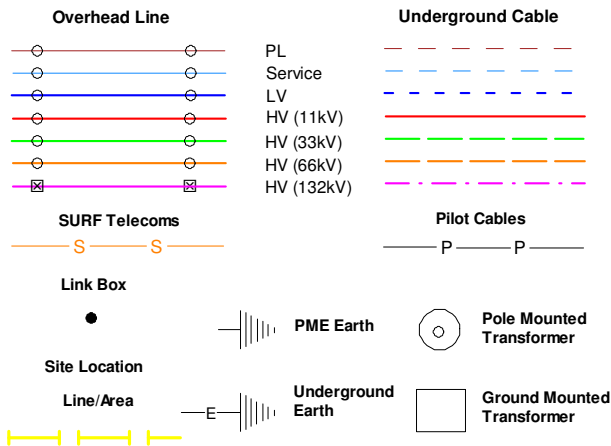 Overhead Line
Underground Cable
PL
Service
LV
HV (11kV)
HV (33kV)
HV (66kV)
HV (132kV)
SURF Telecoms
Pilot Cables
S S
P P
Link Box
PME Earth
Pole Mounted
Transformer
Site Location
Line/Area
E
Underground
Earth
Ground Mounted
Transformer